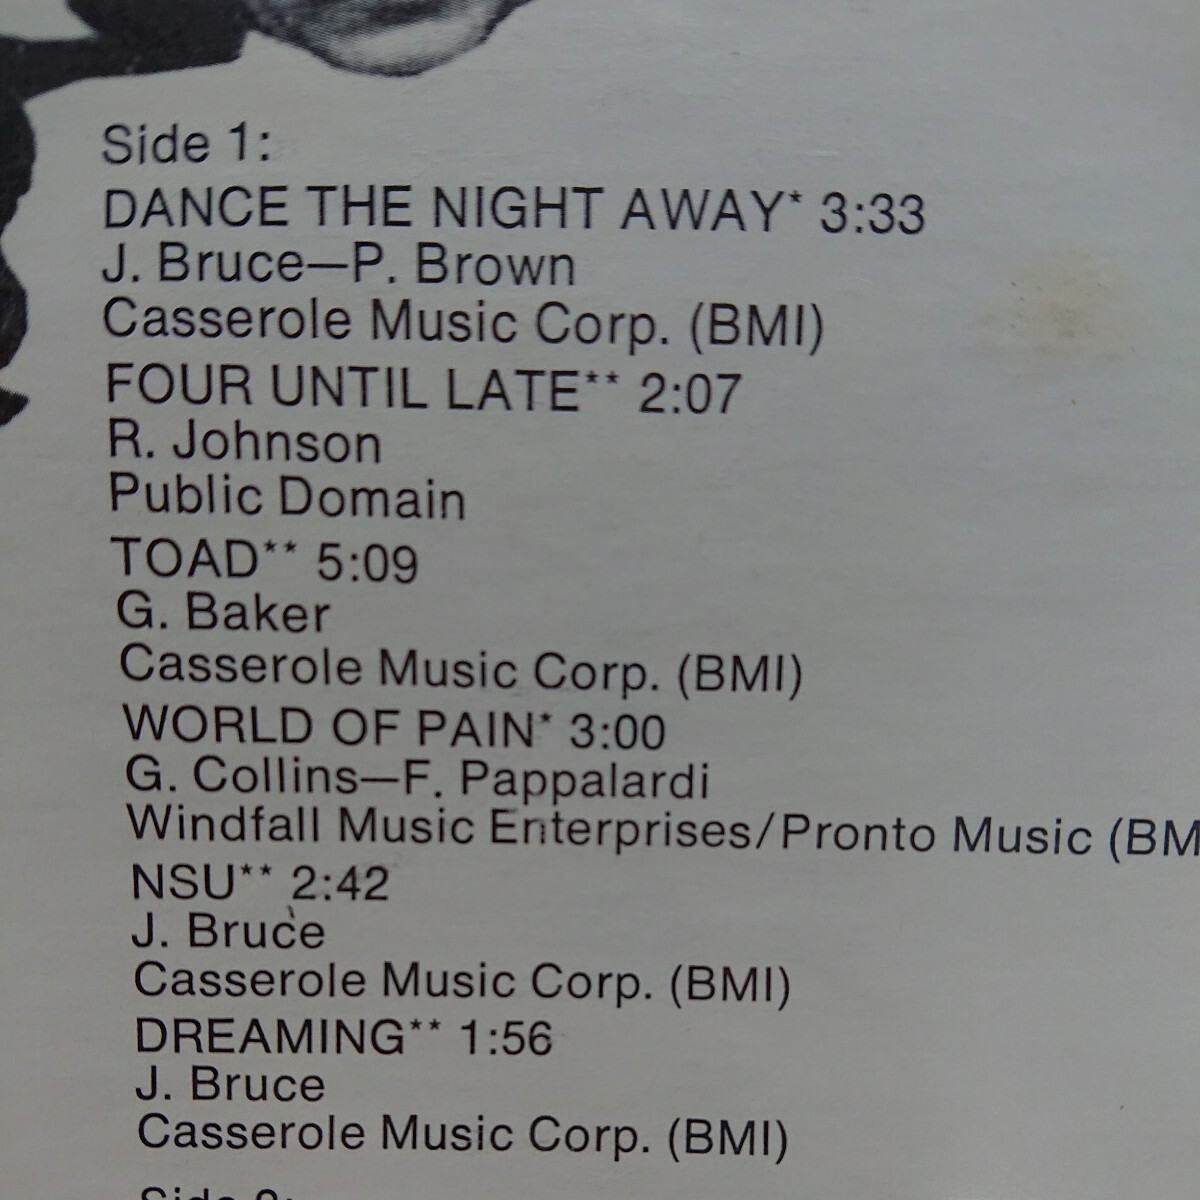 Side 1:
DANCE THE NIGHT AWAY* 3:33
J. Bruce—P. Brown
Casserole Music Corp. (BMI)
FOUR UNTIL LATE** 2:07
R. Johnson
Public Domain
TOAD** 5:09
G. Baker
Casserole Music Corp. (BMI)
WORLD OF PAIN* 3:00
G. Collins—F. Pappalardi
Windfall Music Enterprises/Pronto Music (BM
NSU** 2:42
J. Bruce
Casserole Music Corp. (BMI)
DREAMING** 1:56
J. Bruce
Casserole Music Corp. (BMI)
Side 2: